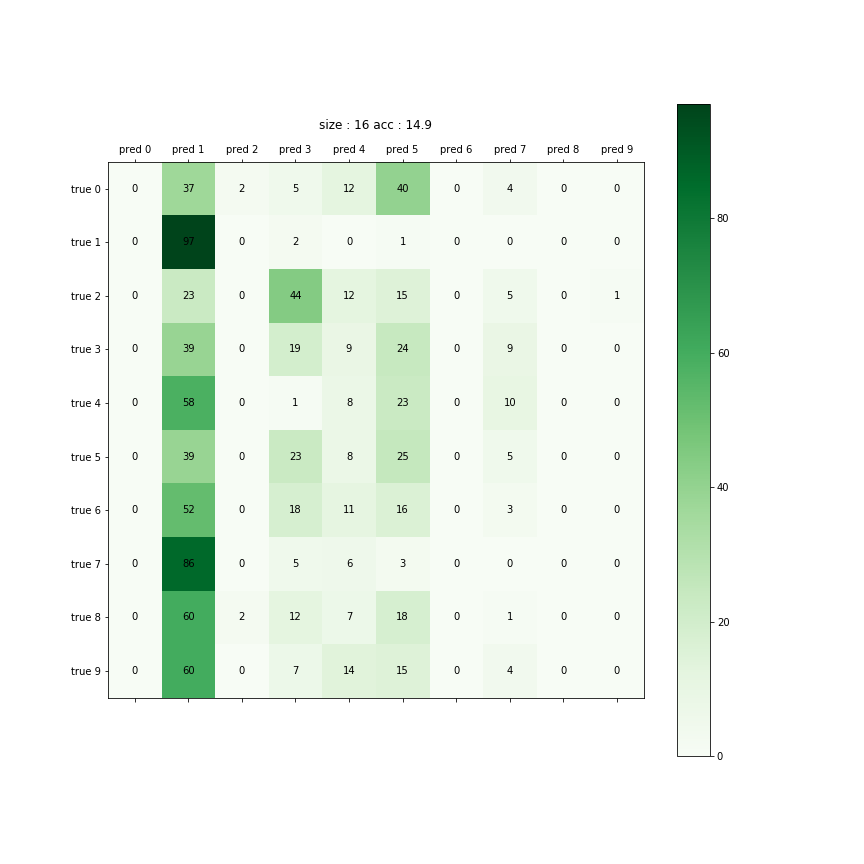 size : 16 acc : 14.9
pred 0 pred 1 pred 2 pred 3 pred 4 pred 5 pred 6 pred 7 pred 8 pred 9
true 0 0 37 2 5 12 40 0 4 0 0
true 1 0 97 0 2 0 1 0 0 0 0
true 2 0 23 0 44 12 15 0 5 0 1
true 3 0 39 0 19 9 24 0 9 0 0
true 4 0 58 0 1 8 23 0 10 0 0
true 5 0 39 0 23 8 25 0 5 0 0
true 6 0 52 0 18 11 16 0 3 0 0
true 7 0 86 0 5 6 3 0 0 0 0
true 8 0 60 2 12 7 18 0 1 0 0
true 9 0 60 0 7 14 15 0 4 0 0
80
60
40
20
0